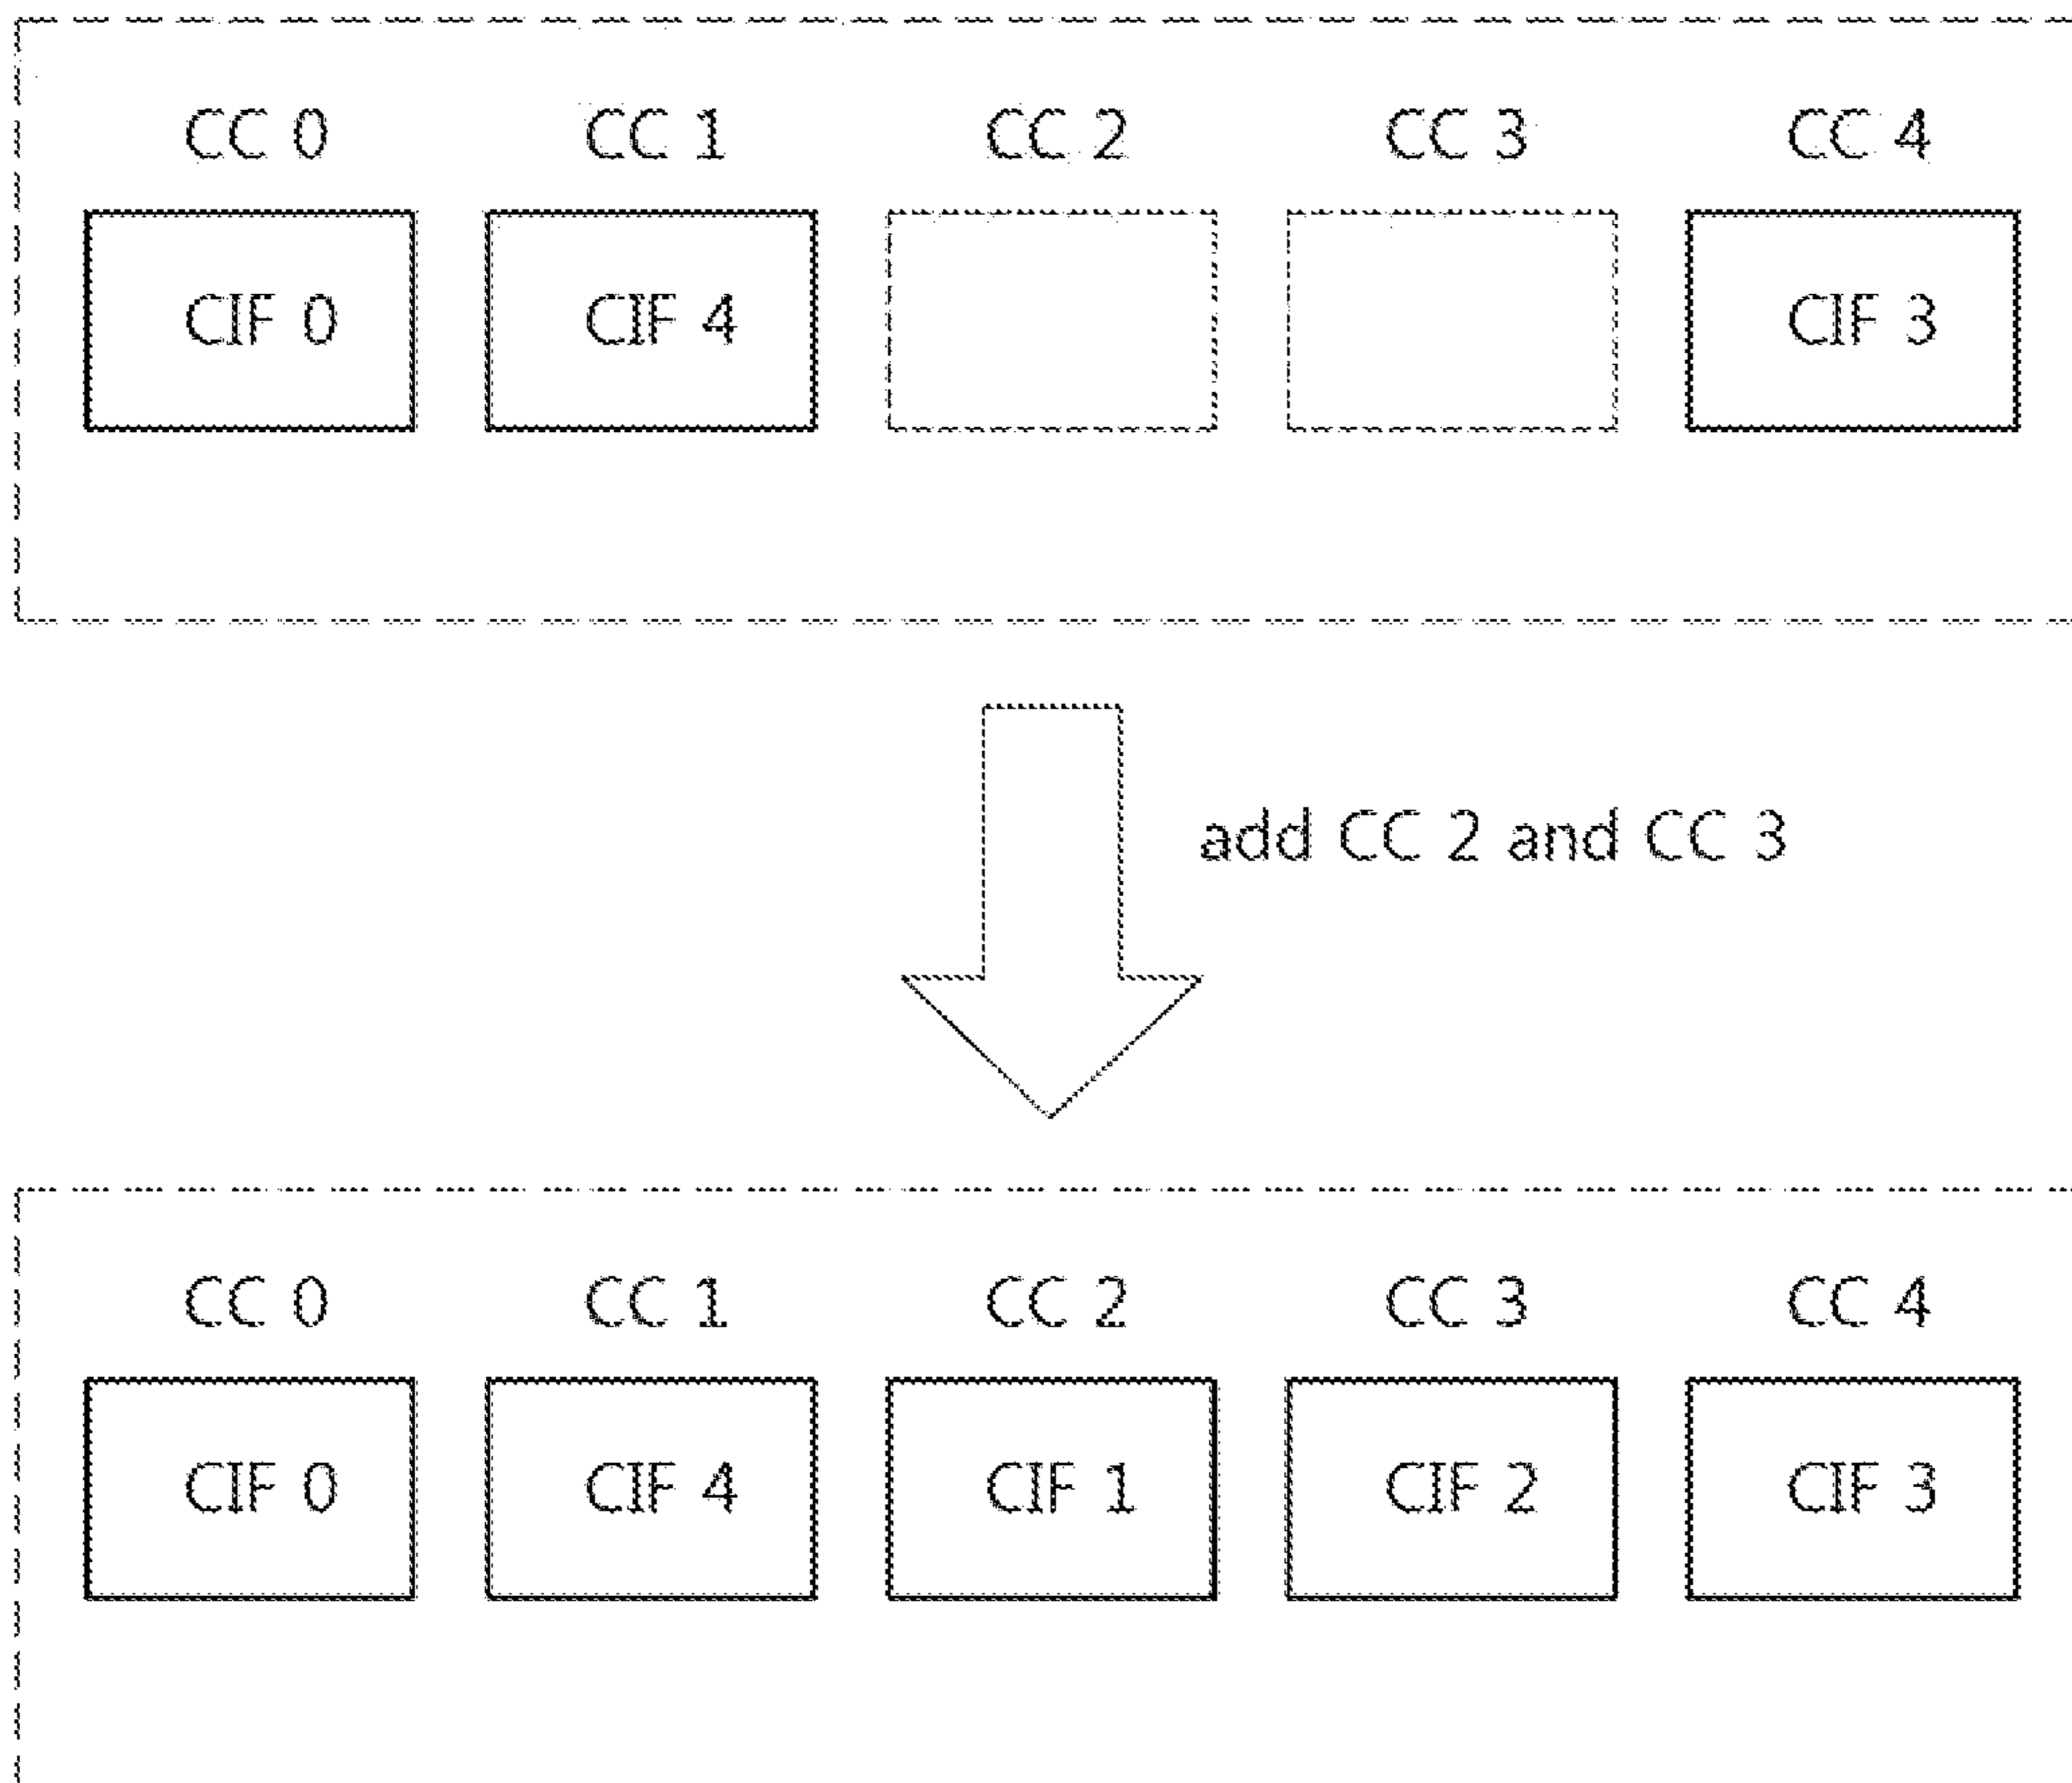 CC 0 CC 1 CC 2 CC 3 CC 4
CIF 0 CIF 4 CIF 3
add CC 2 and CC 3
CC 0 CC 1 CC 2 CC 3 CC 4
CIF 0 CIF 4 CIF 1 CIF 2 CIF 3